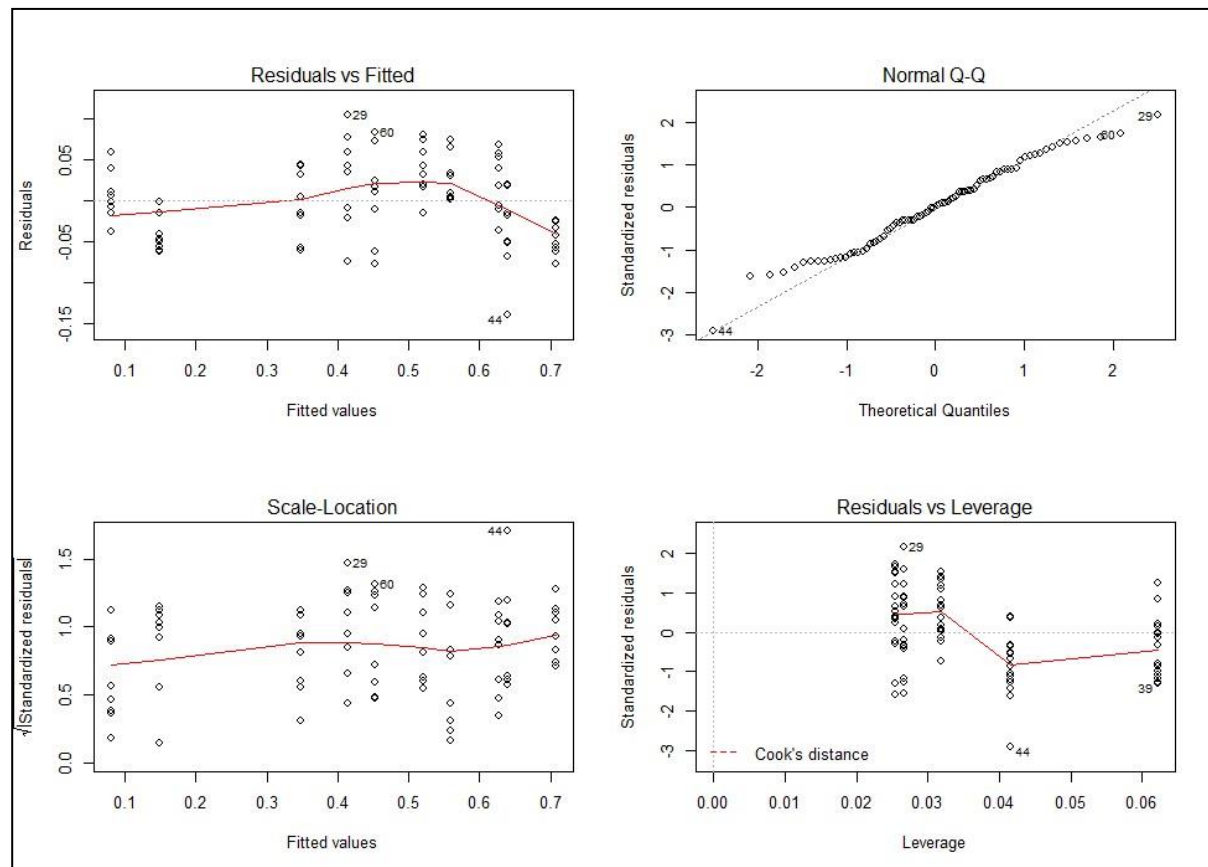 Residuals vs Fitted
Residuals
0.05
-0.05
-0.15
29
60
44
0.1 0.2 0.3 0.4 0.5 0.6 0.7
Fitted values
Normal Q-Q
Standardized residuals
2
1
0
-1
-2
-3
29
60
44
-2 -1 0 1 2
Theoretical Quantiles
Scale-Location
√|Standardized residuals|
1.5
1.0
0.5
0.0
44
29
60
0.1 0.2 0.3 0.4 0.5 0.6 0.7
Fitted values
Residuals vs Leverage
Standardized residuals
2
1
0
-1
-2
-3
29
39
44
Cook's distance
0.00 0.01 0.02 0.03 0.04 0.05 0.06
Leverage